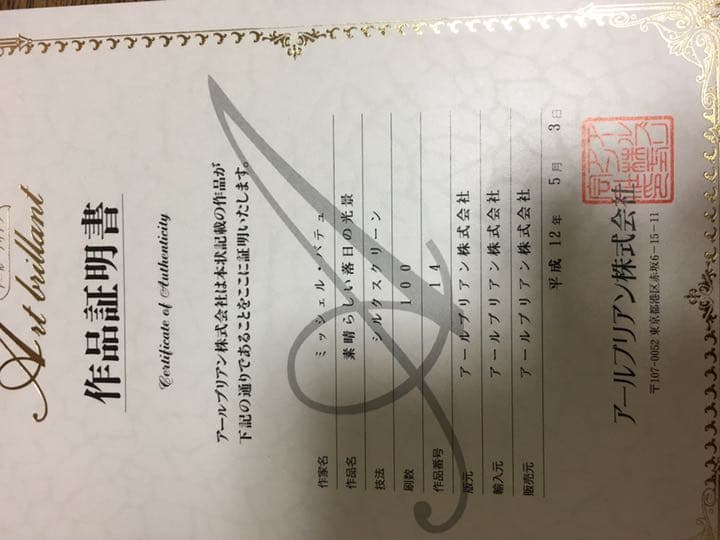 Art brillant
作品証明書
Certificate of Authenticity
アールブリアン株式会社は本状記載の作品が
下記の通りであることをここに証明いたします。
作家名 ミッシェル・バテュ
作品名 素晴らしい落日の光景
技法 シルクスクリーン
刷数 100
作品番号 14
版元 アールブリアン株式会社
輸入元 アールブリアン株式会社
販売元 アールブリアン株式会社
平成12年5月3日
アールブリアン株式会社
〒107-0052 東京都港区赤坂6-15-11